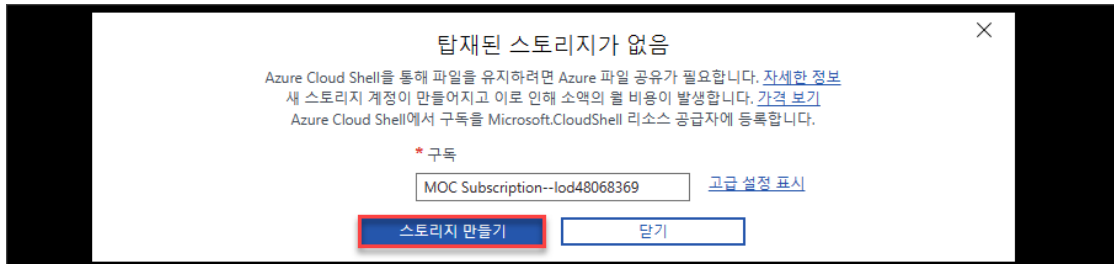 탑재된 스토리지가 없음
Azure Cloud Shell을 통해 파일을 유지하려면 Azure 파일 공유가 필요합니다. 자세한 정보
새 스토리지 계정이 만들어지고 이로 인해 소액의 월 비용이 발생합니다. 가격 보기
Azure Cloud Shell에서 구독을 Microsoft.CloudShell 리소스 공급자에 등록합니다.
* 구독
MOC Subscription--lod48068369 고급 설정 표시
스토리지 만들기 닫기